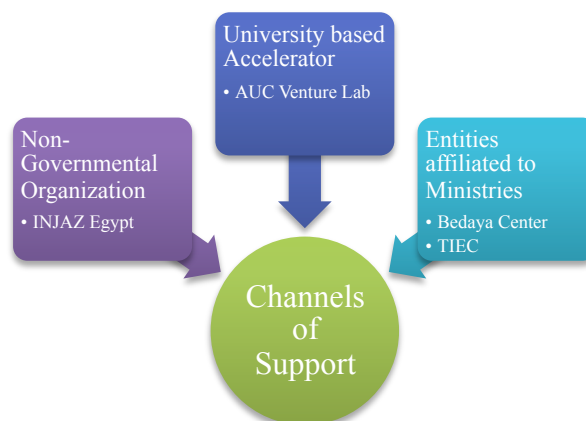 University based
Accelerator
• AUC Venture Lab
Non-
Governmental
Organization
• INJAZ Egypt
Entities
affiliated to
Ministries
• Bedaya Center
• TIEC
Channels
of
Support